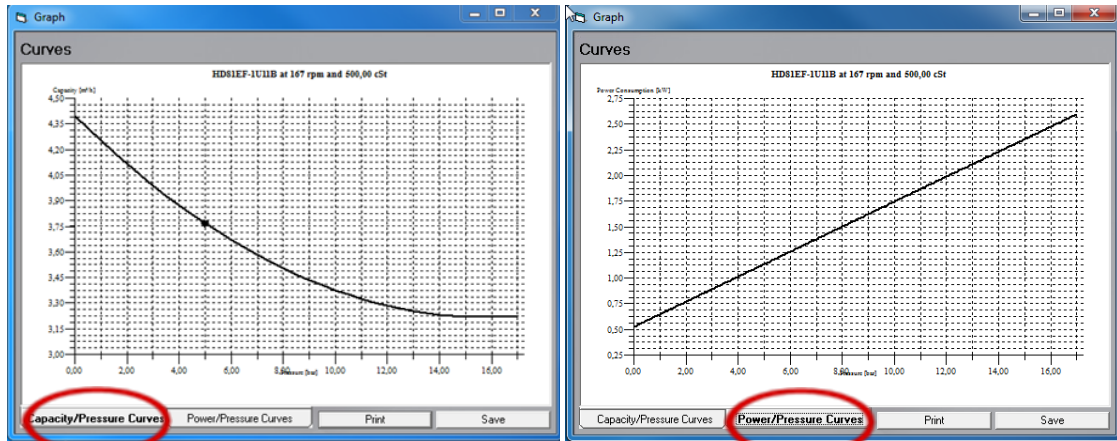 Graph
Curves
HD81EF-1U11B at 167 rpm and 500,00 cSt
Capacity [m³/h]
4,50
4,35
4,20
4,05
3,90
3,75
3,60
3,45
3,30
3,15
3,00
0,00 2,00 4,00 6,00 8,00 10,00 12,00 14,00 16,00
Pressure [bar]
Capacity/Pressure Curves Power/Pressure Curves Print Save
Graph
Curves
HD81EF-1U11B at 167 rpm and 500,00 cSt
Power Consumption [kW]
2,75
2,50
2,25
2,00
1,75
1,50
1,25
1,00
0,75
0,50
0,25
0,00 2,00 4,00 6,00 8,00 10,00 12,00 14,00 16,00
Pressure [bar]
Capacity/Pressure Curves Power/Pressure Curves Print Save